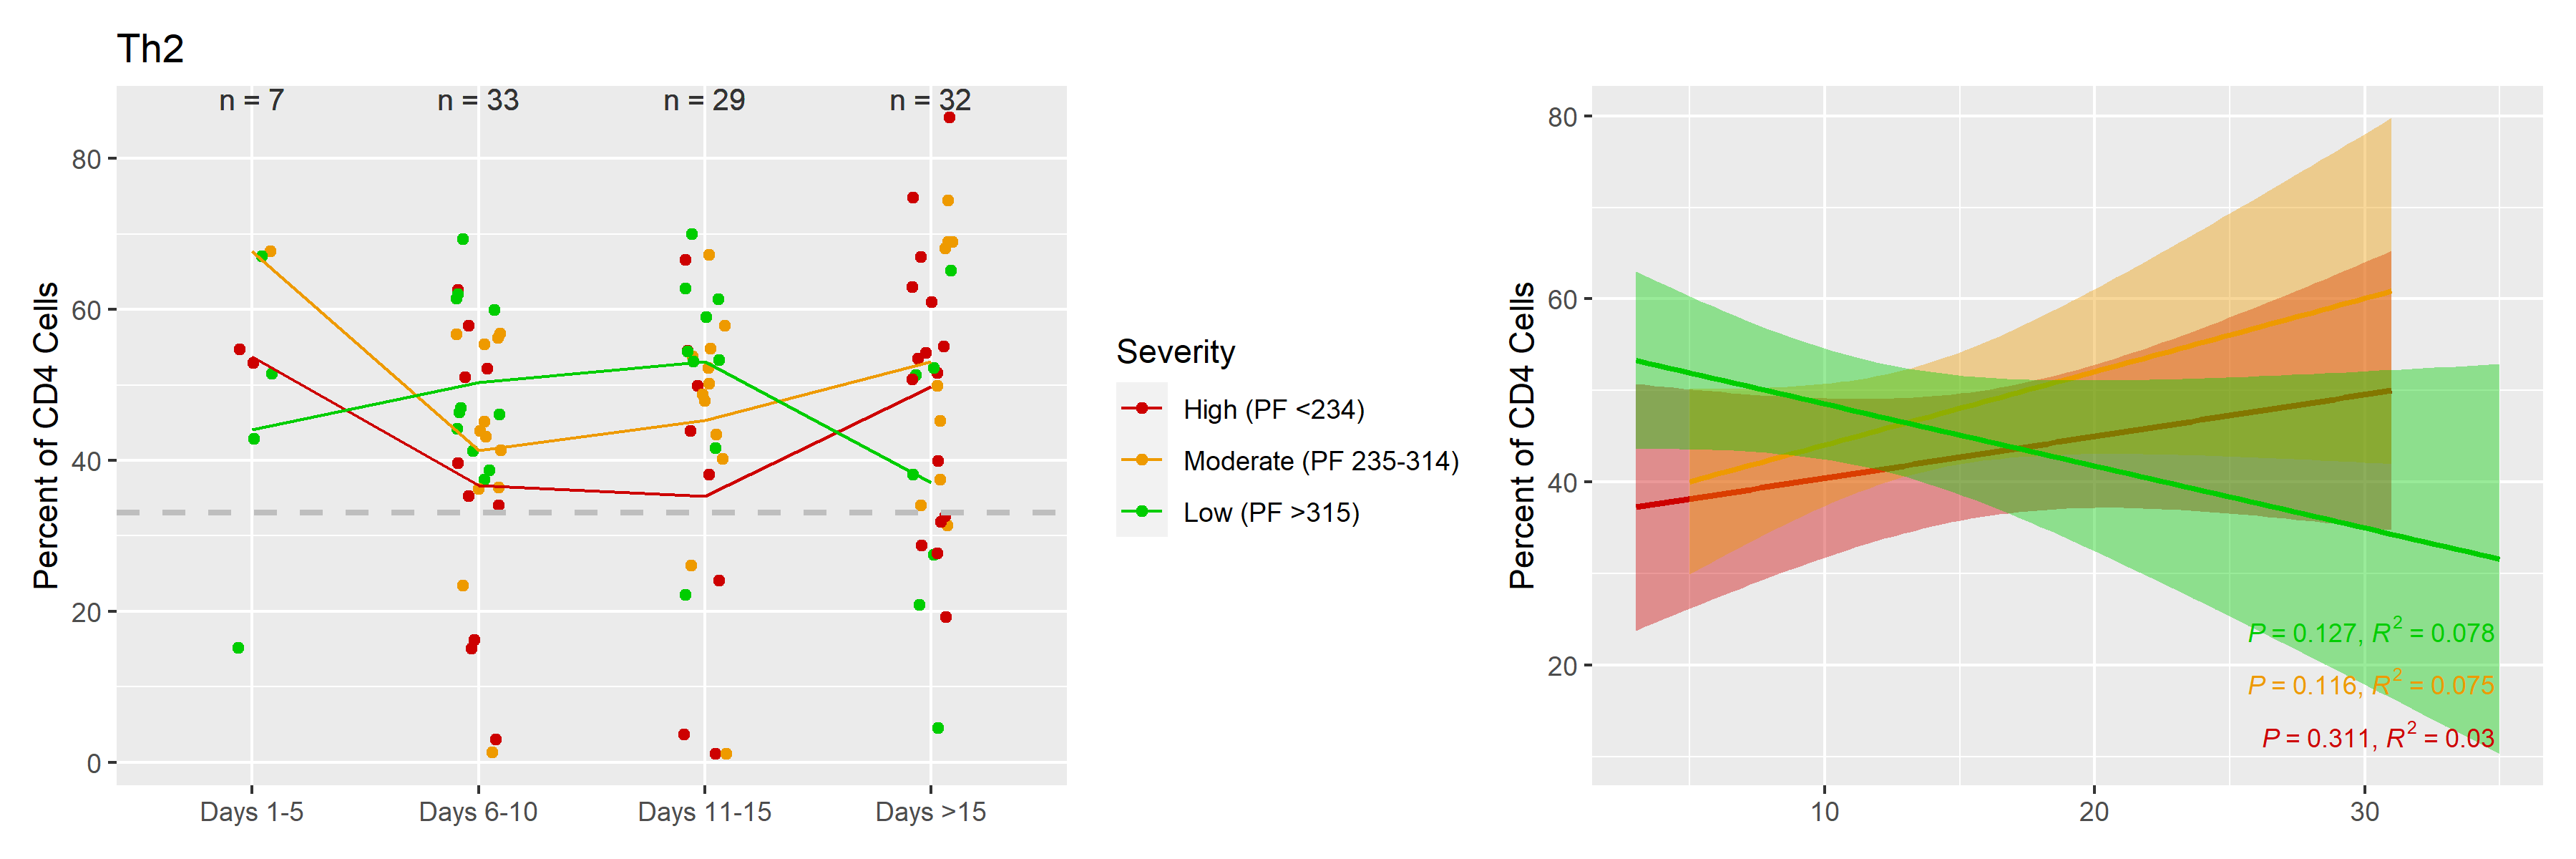 Th2
n = 7
n = 33
n = 29
n = 32
Percent of CD4 Cells
80
60
40
20
0
Days 1-5
Days 6-10
Days 11-15
Days >15
Severity
High (PF <234)
Moderate (PF 235-314)
Low (PF >315)
Percent of CD4 Cells
80
60
40
20
P = 0.127, R² = 0.078
P = 0.116, R² = 0.075
P = 0.311, R² = 0.03
10
20
30